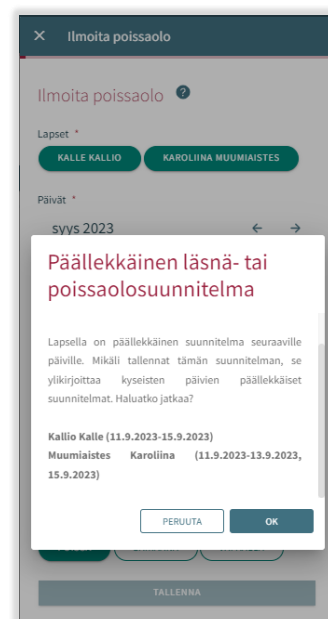 × Ilmoita poissaolo
Ilmoita poissaolo ?
Lapset *
KALLE KALLIO KAROLIINA MUUMIAISTES
Päivät *
syys 2023 ← →
Päällekkäinen läsnä- tai
poissaolosuunnitelma
Lapsella on päällekkäinen suunnitelma seuraaville
päiville. Mikäli tallennat tämän suunnitelman, se
ylikirjoittaa kyseisten päivien päällekkäiset
suunnitelmat. Haluatko jatkaa?
Kallio Kalle (11.9.2023-15.9.2023)
Muumiaistes Karoliina (11.9.2023-13.9.2023,
15.9.2023)
PERUUTA OK
TALLENNA